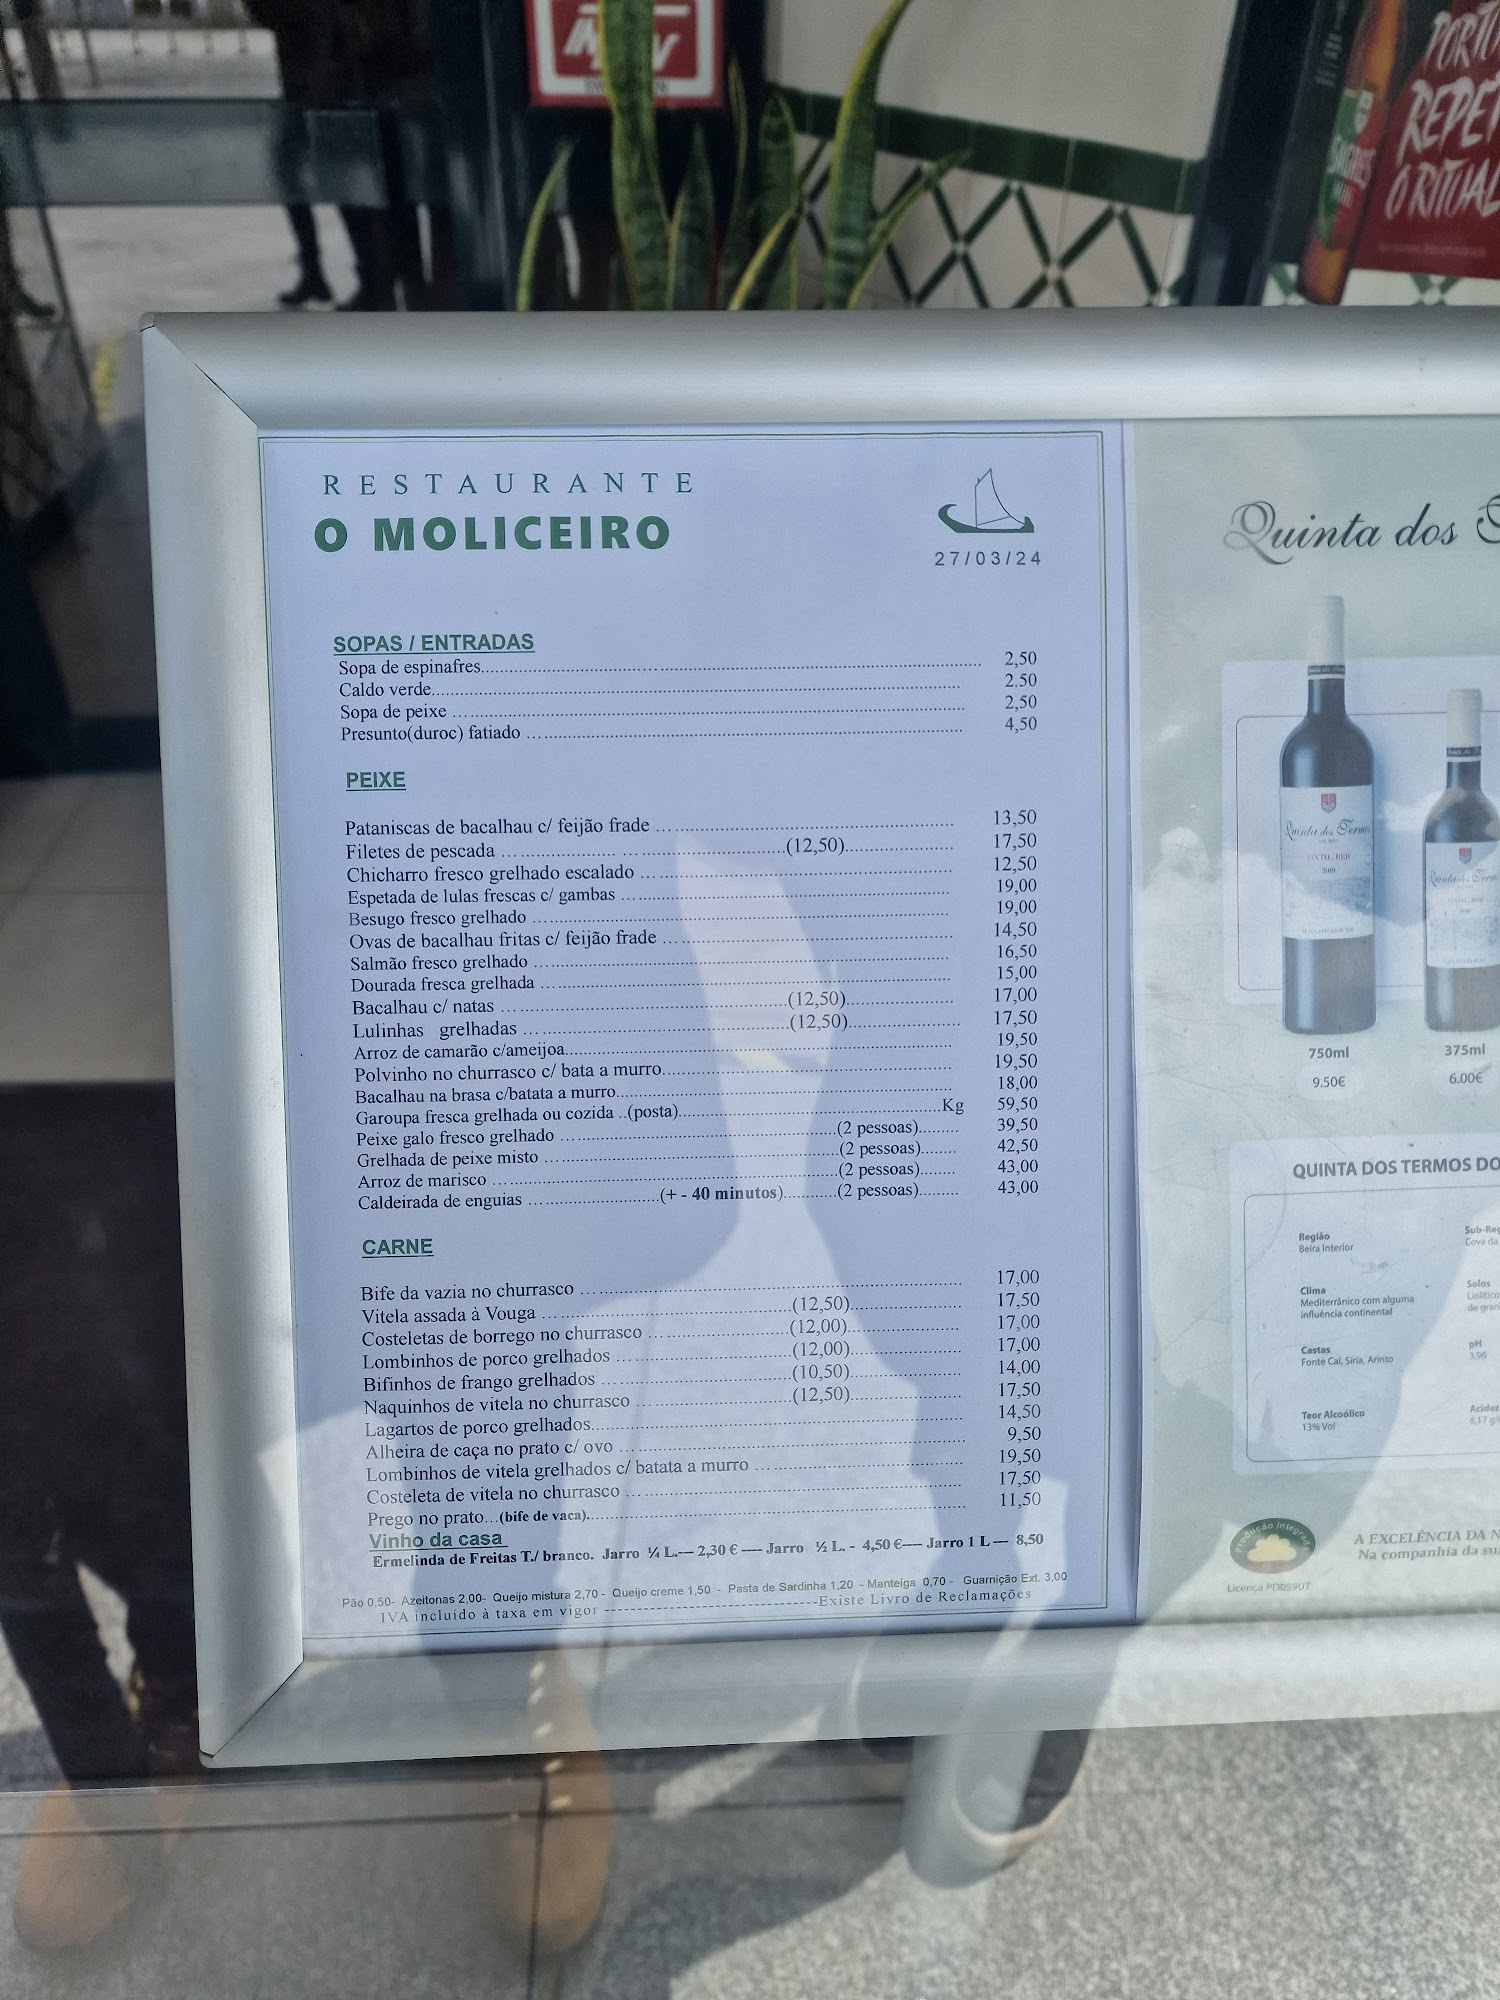 PORTU
REPET
O RITUAL
SAGRES
RESTAURANTE
O MOLICEIRO
27/03/24
SOPAS / ENTRADAS
Sopa de espinafres 2,50
Caldo verde 2.50
Sopa de peixe 2,50
Presunto(duroc) fatiado 4,50
PEIXE
Pataniscas de bacalhau c/ feijão frade 13,50
Filetes de pescada (12,50) 17,50
Chicharro fresco grelhado escalado 12,50
Espetada de lulas frescas c/ gambas 19,00
Besugo fresco grelhado 19,00
Ovas de bacalhau fritas c/ feijão frade 14,50
Salmão fresco grelhado 16,50
Dourada fresca grelhada 15,00
Bacalhau c/ natas (12,50) 17,00
Lulinhas grelhadas (12,50) 17,50
Arroz de camarão c/ameijoa 19,50
Polvinho no churrasco c/ bata a murro 19,50
Bacalhau na brasa c/batata a murro 18,00
Garoupa fresca grelhada ou cozida ..(posta) Kg 59,50
Peixe galo fresco grelhado (2 pessoas) 39,50
Grelhada de peixe misto (2 pessoas) 42,50
Arroz de marisco (2 pessoas) 43,00
Caldeirada de enguias (+ - 40 minutos) (2 pessoas) 43,00
CARNE
Bife da vazia no churrasco 17,00
Vitela assada à Vouga (12,50) 17,50
Costeletas de borrego no churrasco (12,00) 17,00
Lombinhos de porco grelhados (12,00) 17,00
Bifinhos de frango grelhados (10,50) 14,00
Naquinhos de vitela no churrasco (12,50) 17,50
Lagartos de porco grelhados 14,50
Alheira de caça no prato c/ ovo 9,50
Lombinhos de vitela grelhados c/ batata a murro 19,50
Costeleta de vitela no churrasco 17,50
Prego no prato...(bife de vaca) 11,50
Vinho da casa
Ermelinda de Freitas T./ branco. Jarro ¼ L.— 2,30 € — Jarro ½ L. - 4,50 €— Jarro 1 L — 8,50
Pão 0,50- Azeitonas 2,00- Queijo mistura 2,70 - Queijo creme 1,50 - Pasta de Sardinha 1,20 - Manteiga 0,70 - Guarnição Ext. 3,00
IVA incluído à taxa em vigor --------------------------------Existe Livro de Reclamações
Quinta dos
750ml
9.50€
375ml
6.00€
QUINTA DOS TERMOS DO
Região
Beira Interior
Cova da
Clima
Mediterrânico com alguma
influência continental
Solos
de gran
Castas
Fonte Cal, Síria, Arinto
pH
3,96
Teor Alcoólico
13% Vol
Acidez
6,17 g/
Produção Integrada
A EXCELÊNCIA DA N
Na companhia da sua